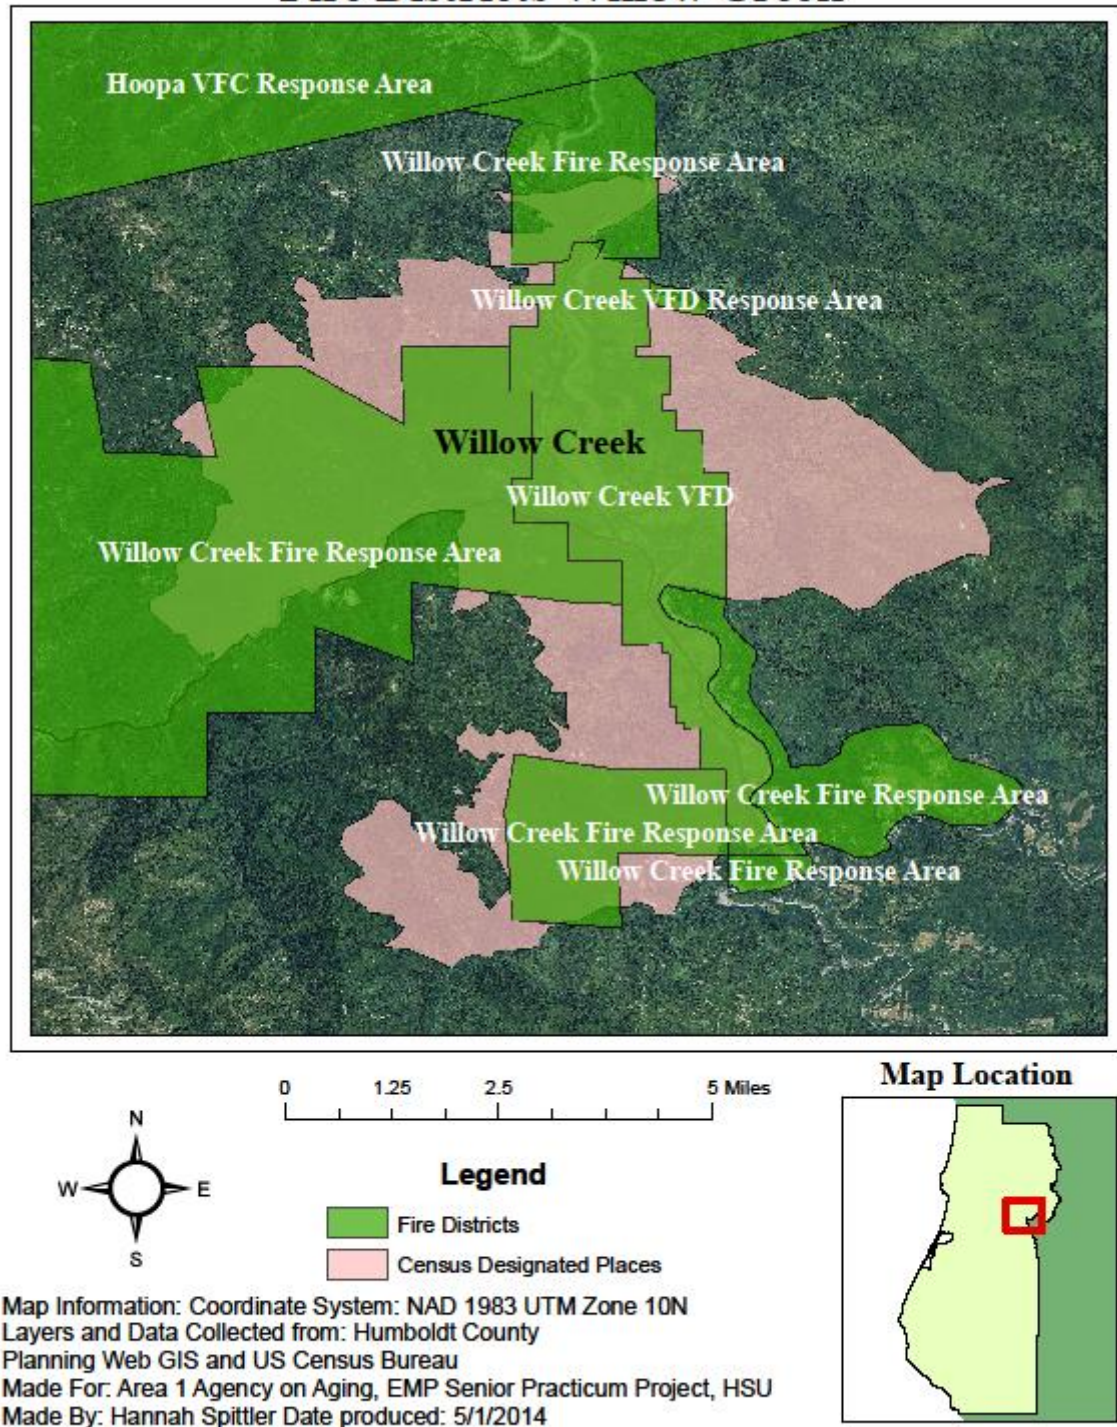 Fire Districts Willow Creek
Hoopa VFC Response Area
Willow Creek Fire Response Area
Willow Creek VFD Response Area
Willow Creek
Willow Creek VFD
Willow Creek Fire Response Area
Willow Creek Fire Response Area
Willow Creek Fire Response Area
Willow Creek Fire Response Area
0 1.25 2.5 5 Miles
Map Location
N
W E
S
Legend
Fire Districts
Census Designated Places
Map Information: Coordinate System: NAD 1983 UTM Zone 10N
Layers and Data Collected from: Humboldt County
Planning Web GIS and US Census Bureau
Made For: Area 1 Agency on Aging, EMP Senior Practicum Project, HSU
Made By: Hannah Spittler Date produced: 5/1/2014